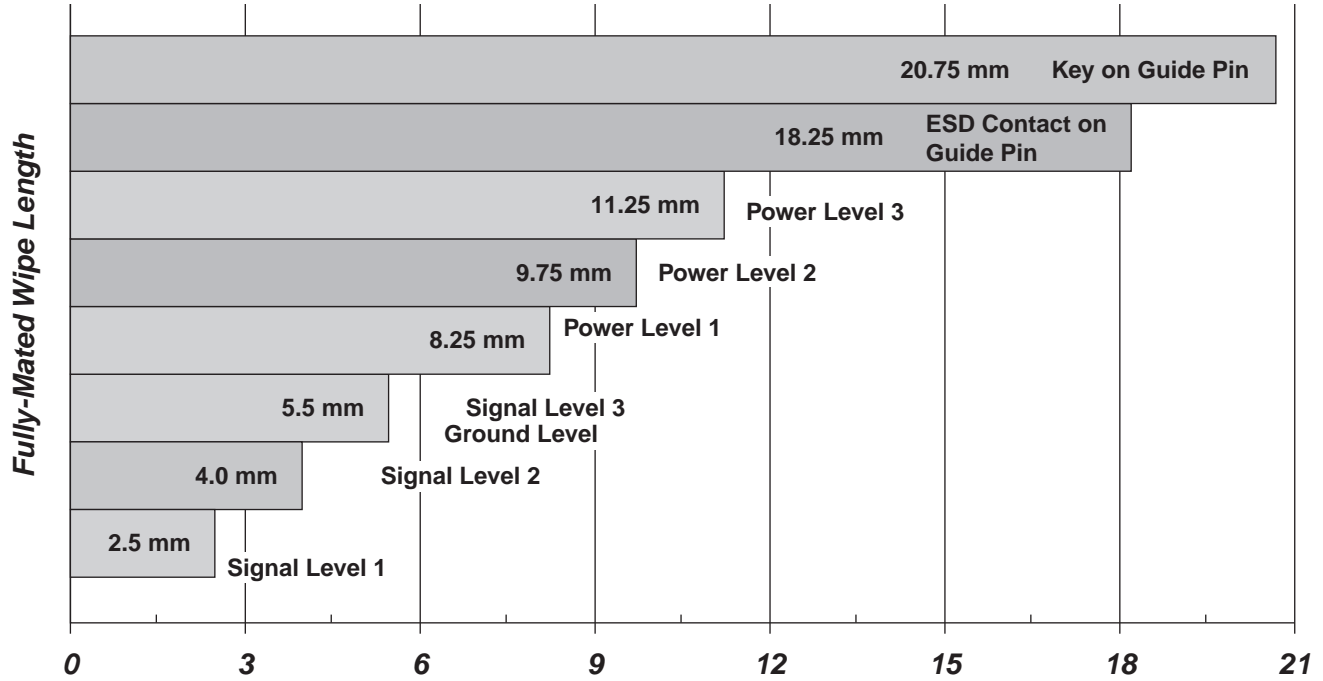 Fully-Mated Wipe Length
20.75 mm Key on Guide Pin
18.25 mm ESD Contact on
Guide Pin
11.25 mm Power Level 3
9.75 mm Power Level 2
8.25 mm Power Level 1
5.5 mm Signal Level 3
Ground Level
4.0 mm Signal Level 2
2.5 mm Signal Level 1
0 3 6 9 12 15 18 21